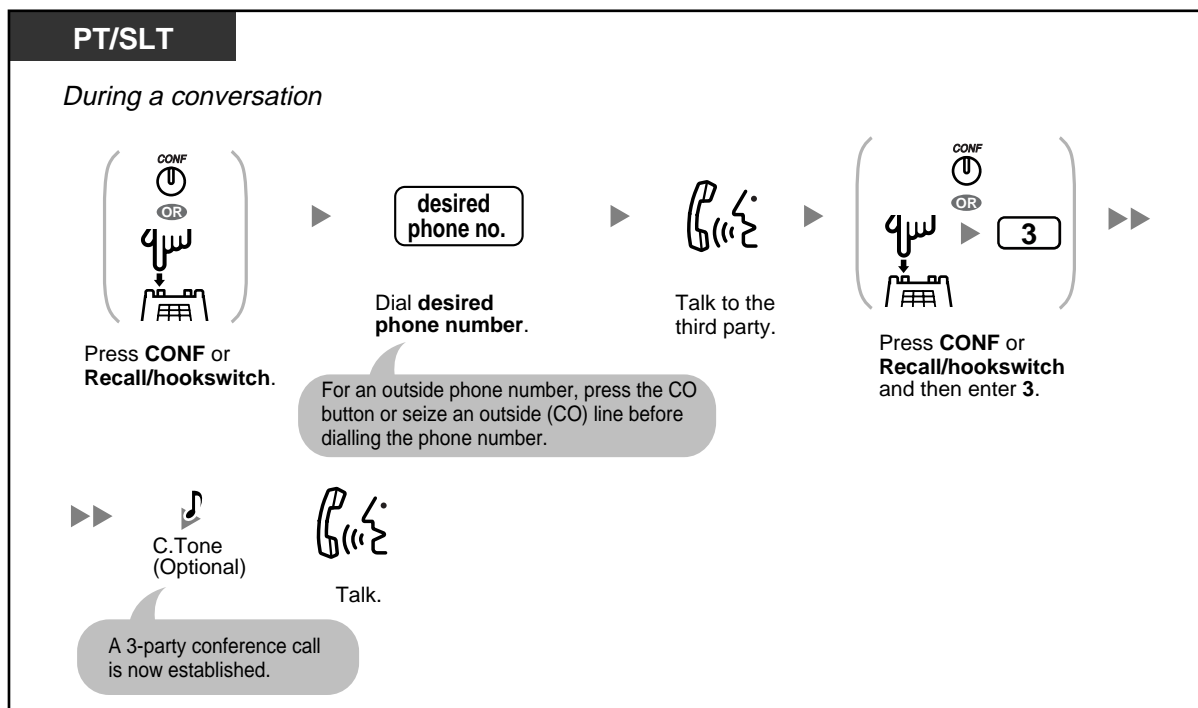 PT/SLT
During a conversation
CONF
OR
desired
phone no.
CONF
OR
3
Press CONF or
Recall/hookswitch.
Dial desired
phone number.
Talk to the
third party.
Press CONF or
Recall/hookswitch
and then enter 3.
For an outside phone number, press the CO
button or seize an outside (CO) line before
dialling the phone number.
C.Tone
(Optional)
Talk.
A 3-party conference call
is now established.